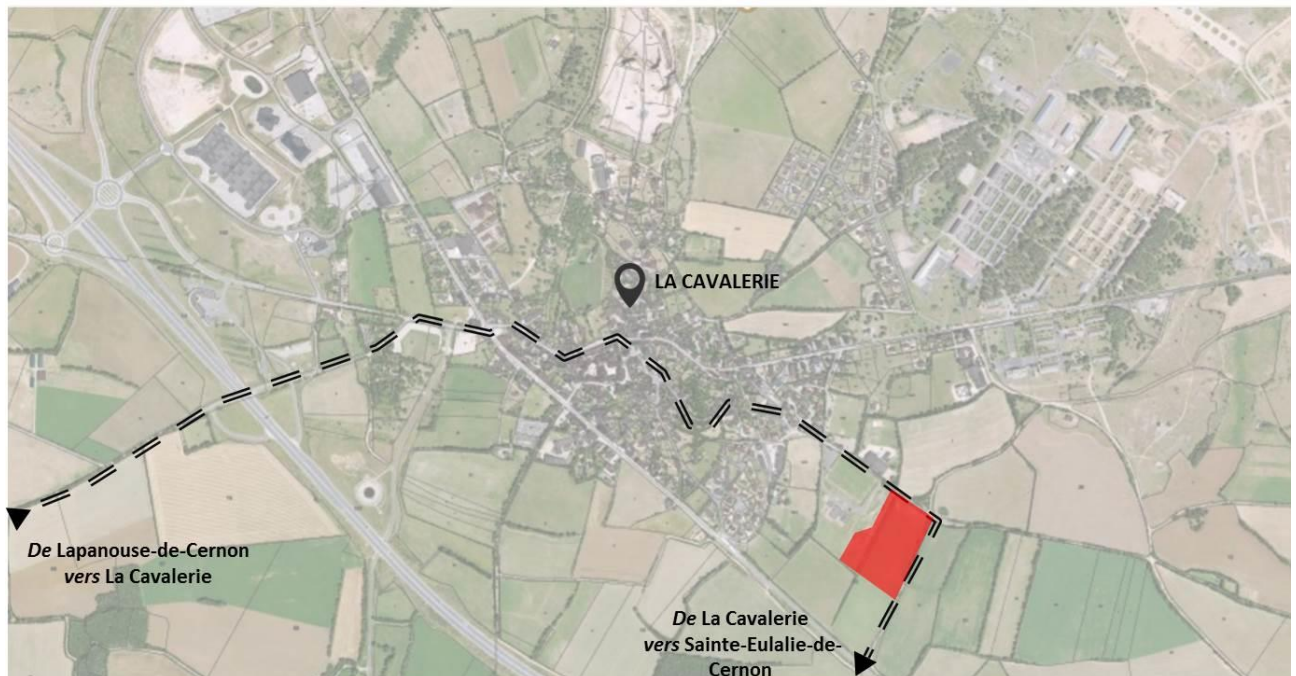 LA CAVALERIE
De Lapanouse-de-Cernon
vers La Cavalerie
De La Cavalerie
vers Sainte-Eulalie-de-
Cernon